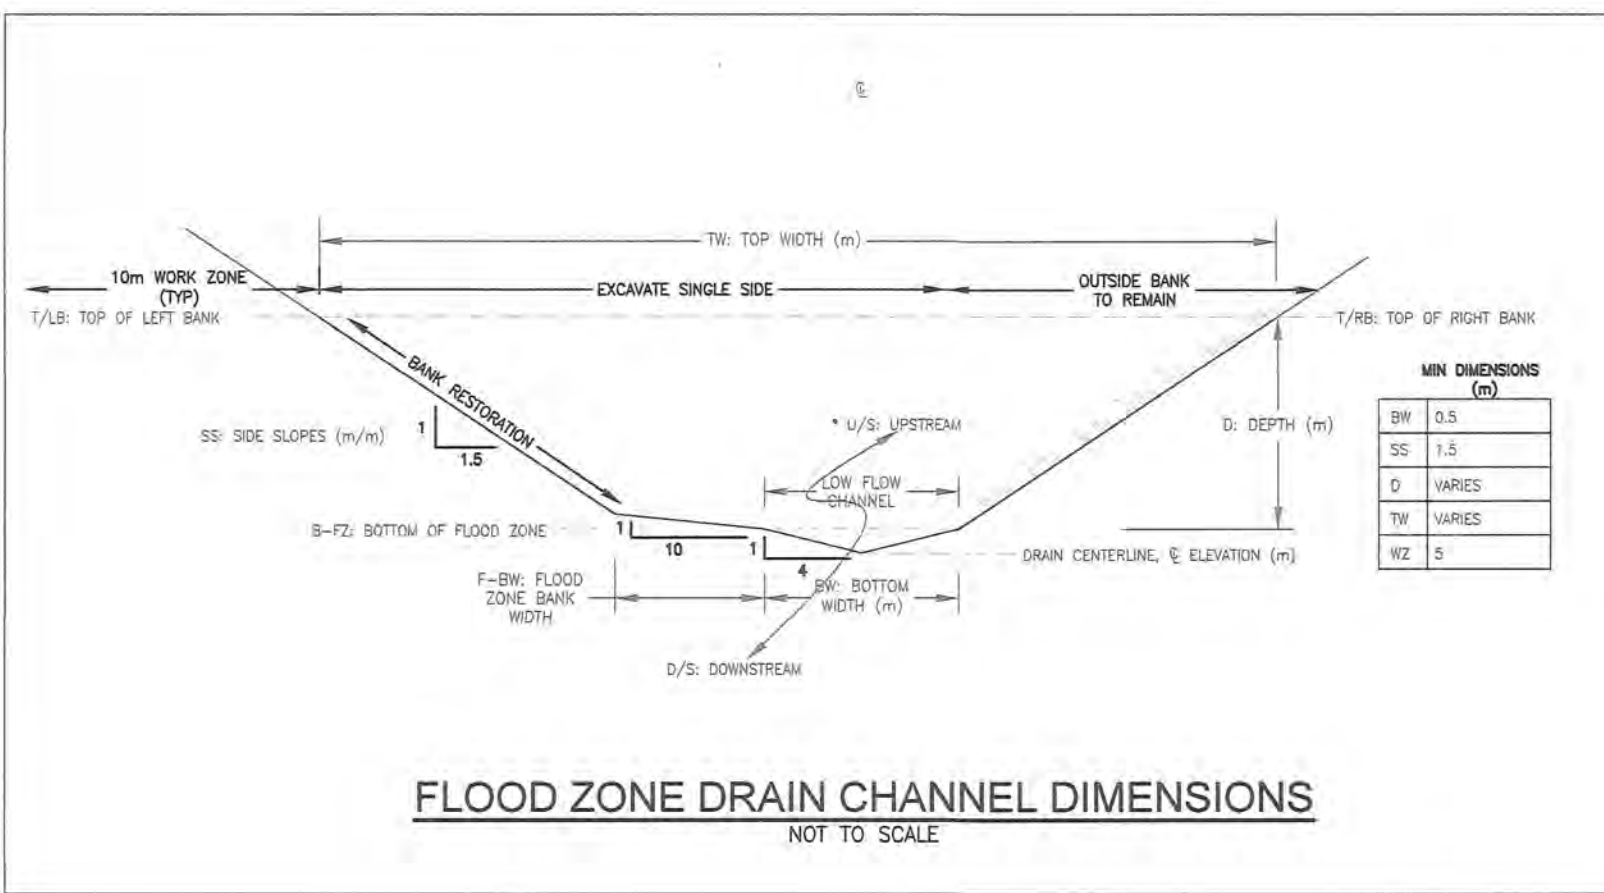 ℄
TW: TOP WIDTH (m)
10m WORK ZONE
(TYP)
EXCAVATE SINGLE SIDE
OUTSIDE BANK
TO REMAIN
T/LB: TOP OF LEFT BANK
T/RB: TOP OF RIGHT BANK
BANK RESTORATION
MIN DIMENSIONS
(m)
BW 0.5
SS 1.5
D VARIES
TW VARIES
WZ 5
SS: SIDE SLOPES (m/m)
1
1.5
U/S: UPSTREAM
D: DEPTH (m)
LOW FLOW
CHANNEL
B-FZ: BOTTOM OF FLOOD ZONE
1
10
1
4
DRAIN CENTERLINE, ℄ ELEVATION (m)
F-BW: FLOOD
ZONE BANK
WIDTH
BW: BOTTOM
WIDTH (m)
D/S: DOWNSTREAM
FLOOD ZONE DRAIN CHANNEL DIMENSIONS
NOT TO SCALE